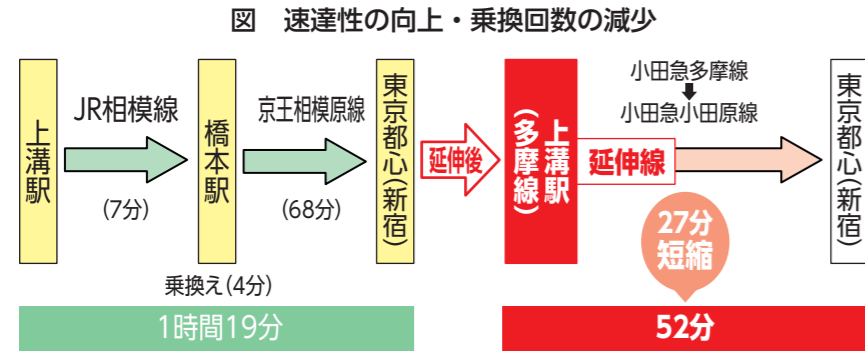 図　速達性の向上・乗換回数の減少
上溝駅
JR相模線
(7分)
橋本駅
乗換え(4分)
京王相模原線
(68分)
東京都心(新宿)
1時間19分
延伸後
上溝駅
(多摩線)
延伸線
小田急多摩線
小田急小田原線
27分
短縮
東京都心(新宿)
52分